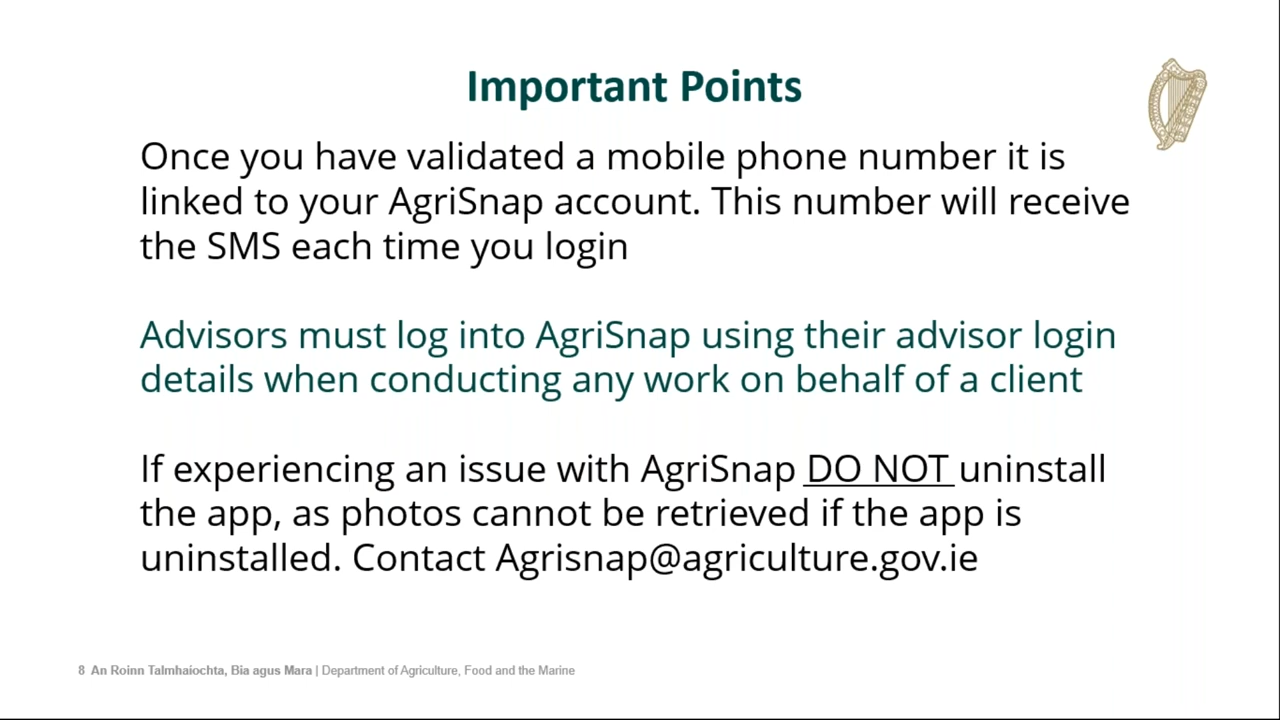 Important Points
Once you have validated a mobile phone number it is
linked to your AgriSnap account. This number will receive
the SMS each time you login
Advisors must log into AgriSnap using their advisor login
details when conducting any work on behalf of a client
If experiencing an issue with AgriSnap DO NOT uninstall
the app, as photos cannot be retrieved if the app is
uninstalled. Contact Agrisnap@agriculture.gov.ie
8 An Roinn Talmhaíochta, Bia agus Mara | Department of Agriculture, Food and the Marine